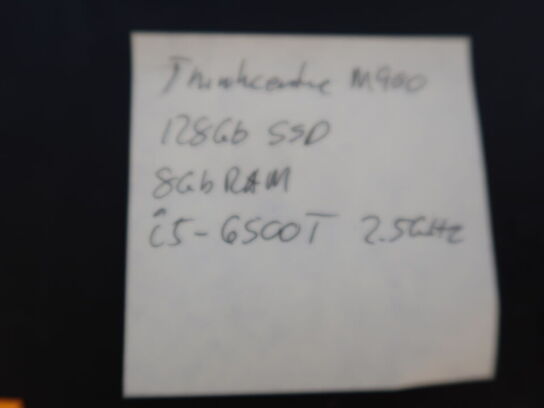 Thinkcentre M900
128Gb SSD
8Gb RAM
i5-6500T 2.5GHz